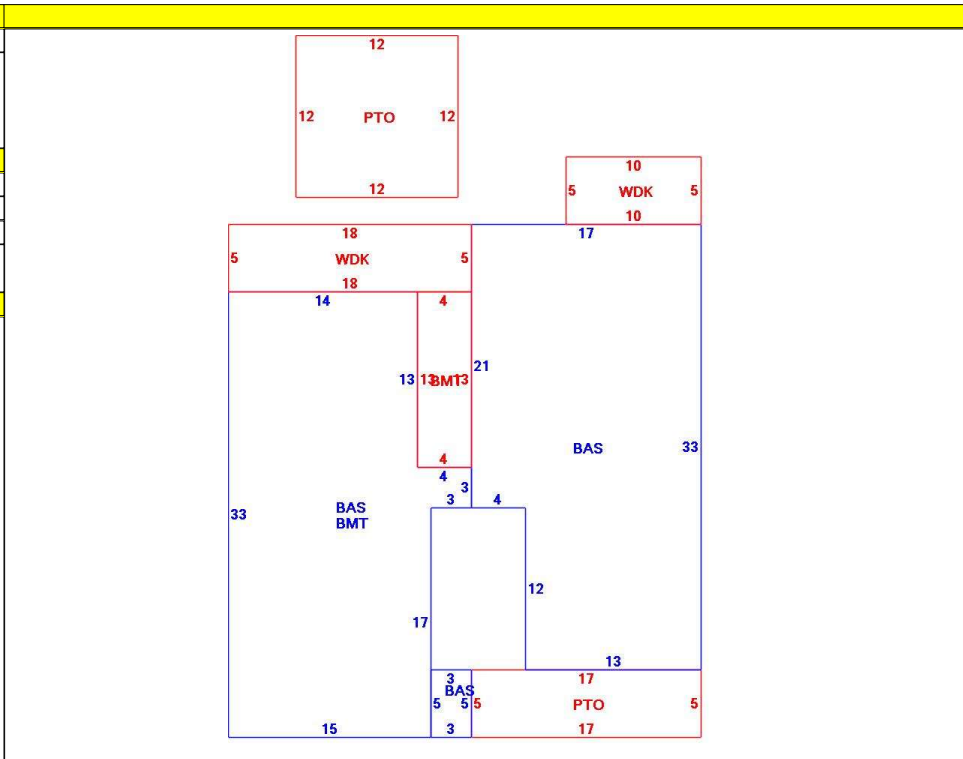 12
12 PTO 12
12
10
5 WDK 5
10
17
18
5 WDK 5
18
14 4
21
13 13 BMT 13
BAS 33
4
4
3
3 4
BAS
33 BMT
12
17
13
3 17
BAS
5 5 5 PTO 5
15 3 17